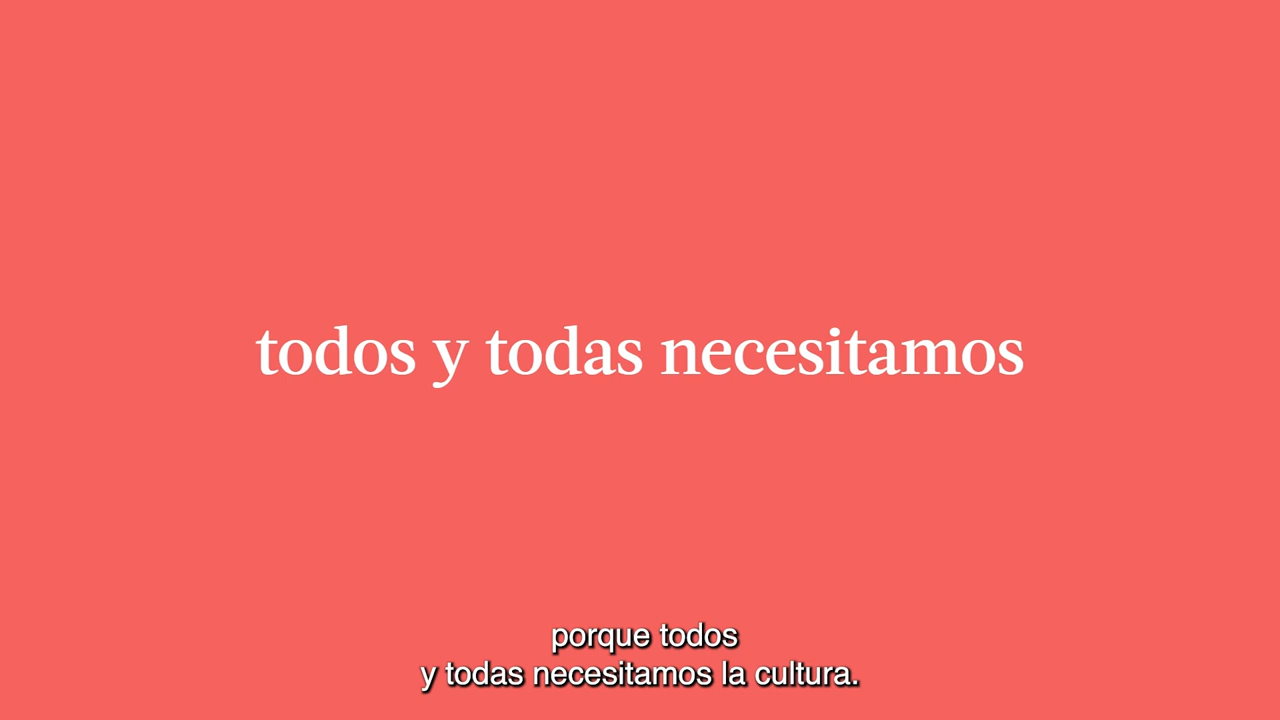 todos y todas necesitamos
porque todos
y todas necesitamos la cultura.